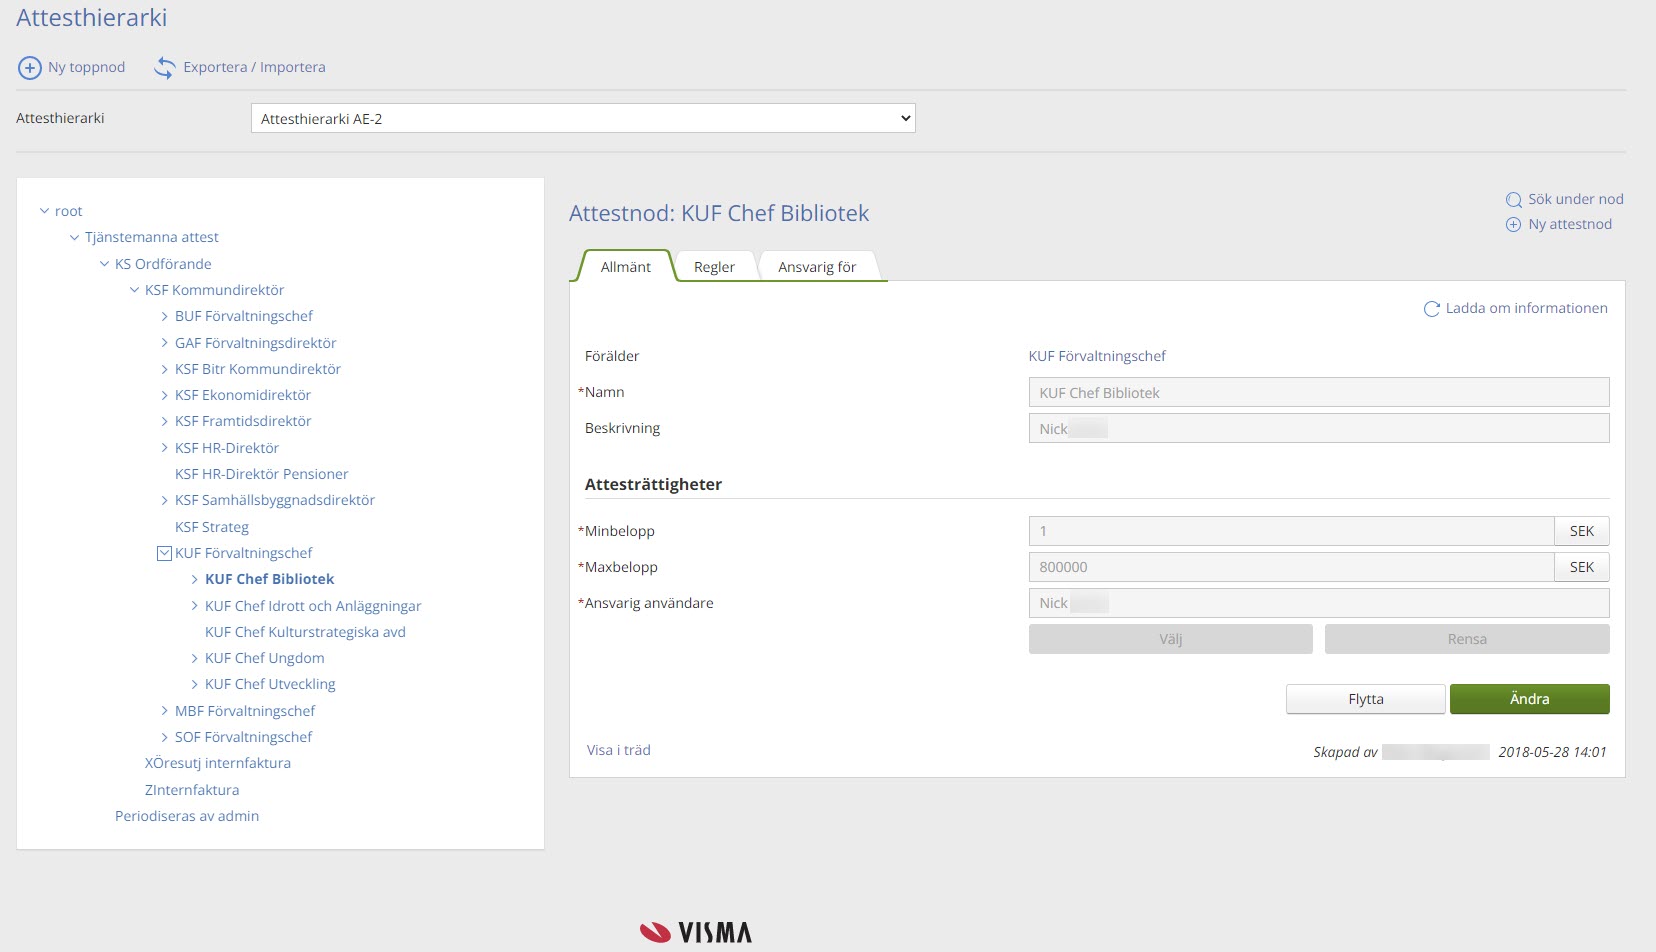 Attesthierarki
Ny toppnod
Exportera / Importera
Attesthierarki
Attesthierarki AE-2
root
Tjänstemanna attest
KS Ordförande
KSF Kommundirektör
BUF Förvaltningschef
GAF Förvaltningsdirektör
KSF Bitr Kommundirektör
KSF Ekonomidirektör
KSF Framtidsdirektör
KSF HR-Direktör
KSF HR-Direktör Pensioner
KSF Samhällsbyggnadsdirektör
KSF Strateg
KUF Förvaltningschef
KUF Chef Bibliotek
KUF Chef Idrott och Anläggningar
KUF Chef Kulturstrategiska avd
KUF Chef Ungdom
KUF Chef Utveckling
MBF Förvaltningschef
SOF Förvaltningschef
XÖresutj internfaktura
ZInternfaktura
Periodiseras av admin
Attestnod: KUF Chef Bibliotek
Sök under nod
Ny attestnod
Allmänt
Regler
Ansvarig för
Ladda om informationen
Förälder
KUF Förvaltningschef
*Namn
KUF Chef Bibliotek
Beskrivning
Nick
Attesträttigheter
*Minbelopp
1
SEK
*Maxbelopp
800000
SEK
*Ansvarig användare
Nick
Välj
Rensa
Flytta
Ändra
Visa i träd
Skapad av 2018-05-28 14:01
VISMA